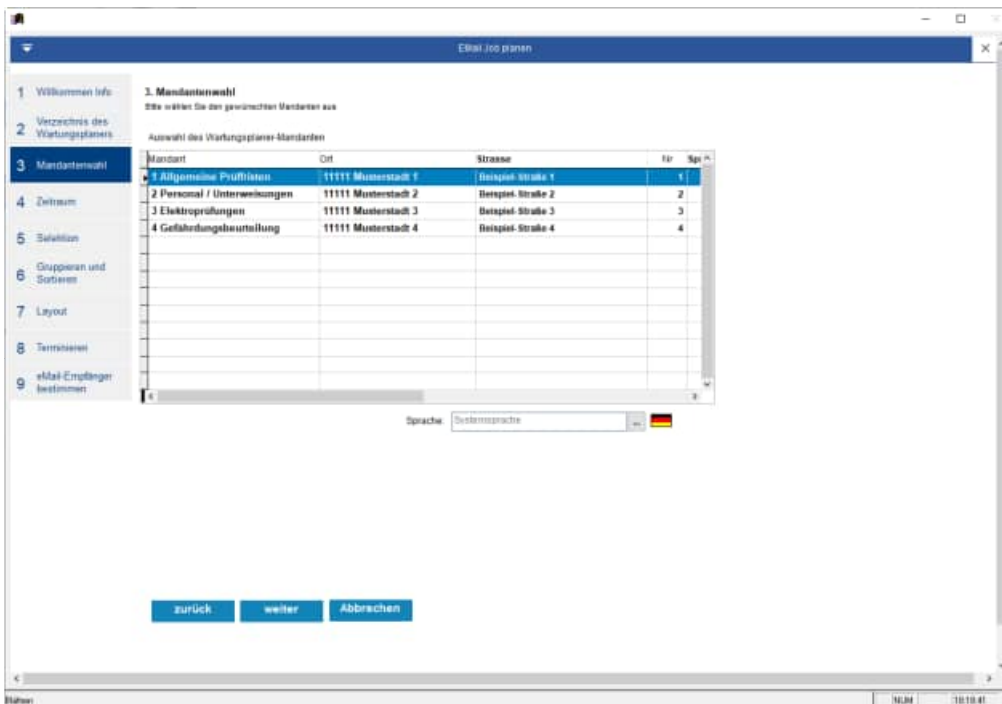 EMail Job planen
1 Willkommen Info
2 Verzeichnis des
Wartungsplaners
3 Mandantenwahl
4 Zeitraum
5 Selektion
6 Gruppieren und
Sortieren
7 Layout
8 Terminieren
9 eMail-Empfänger
bestimmen
3. Mandantenwahl
Bitte wählen Sie den gewünschten Mandanten aus
Auswahl des Wartungsplaner-Mandanten
Mandant Ort Strasse Nr Spr
1 Allgemeine Prüffristen 11111 Musterstadt 1 Beispiel-Straße 1 1
2 Personal / Unterweisungen 11111 Musterstadt 2 Beispiel-Straße 2 2
3 Elektroprüfungen 11111 Musterstadt 3 Beispiel-Straße 3 3
4 Gefährdungsbeurteilung 11111 Musterstadt 4 Beispiel-Straße 4 4
Sprache: Systemsprache ...
zurück weiter Abbrechen
NUM